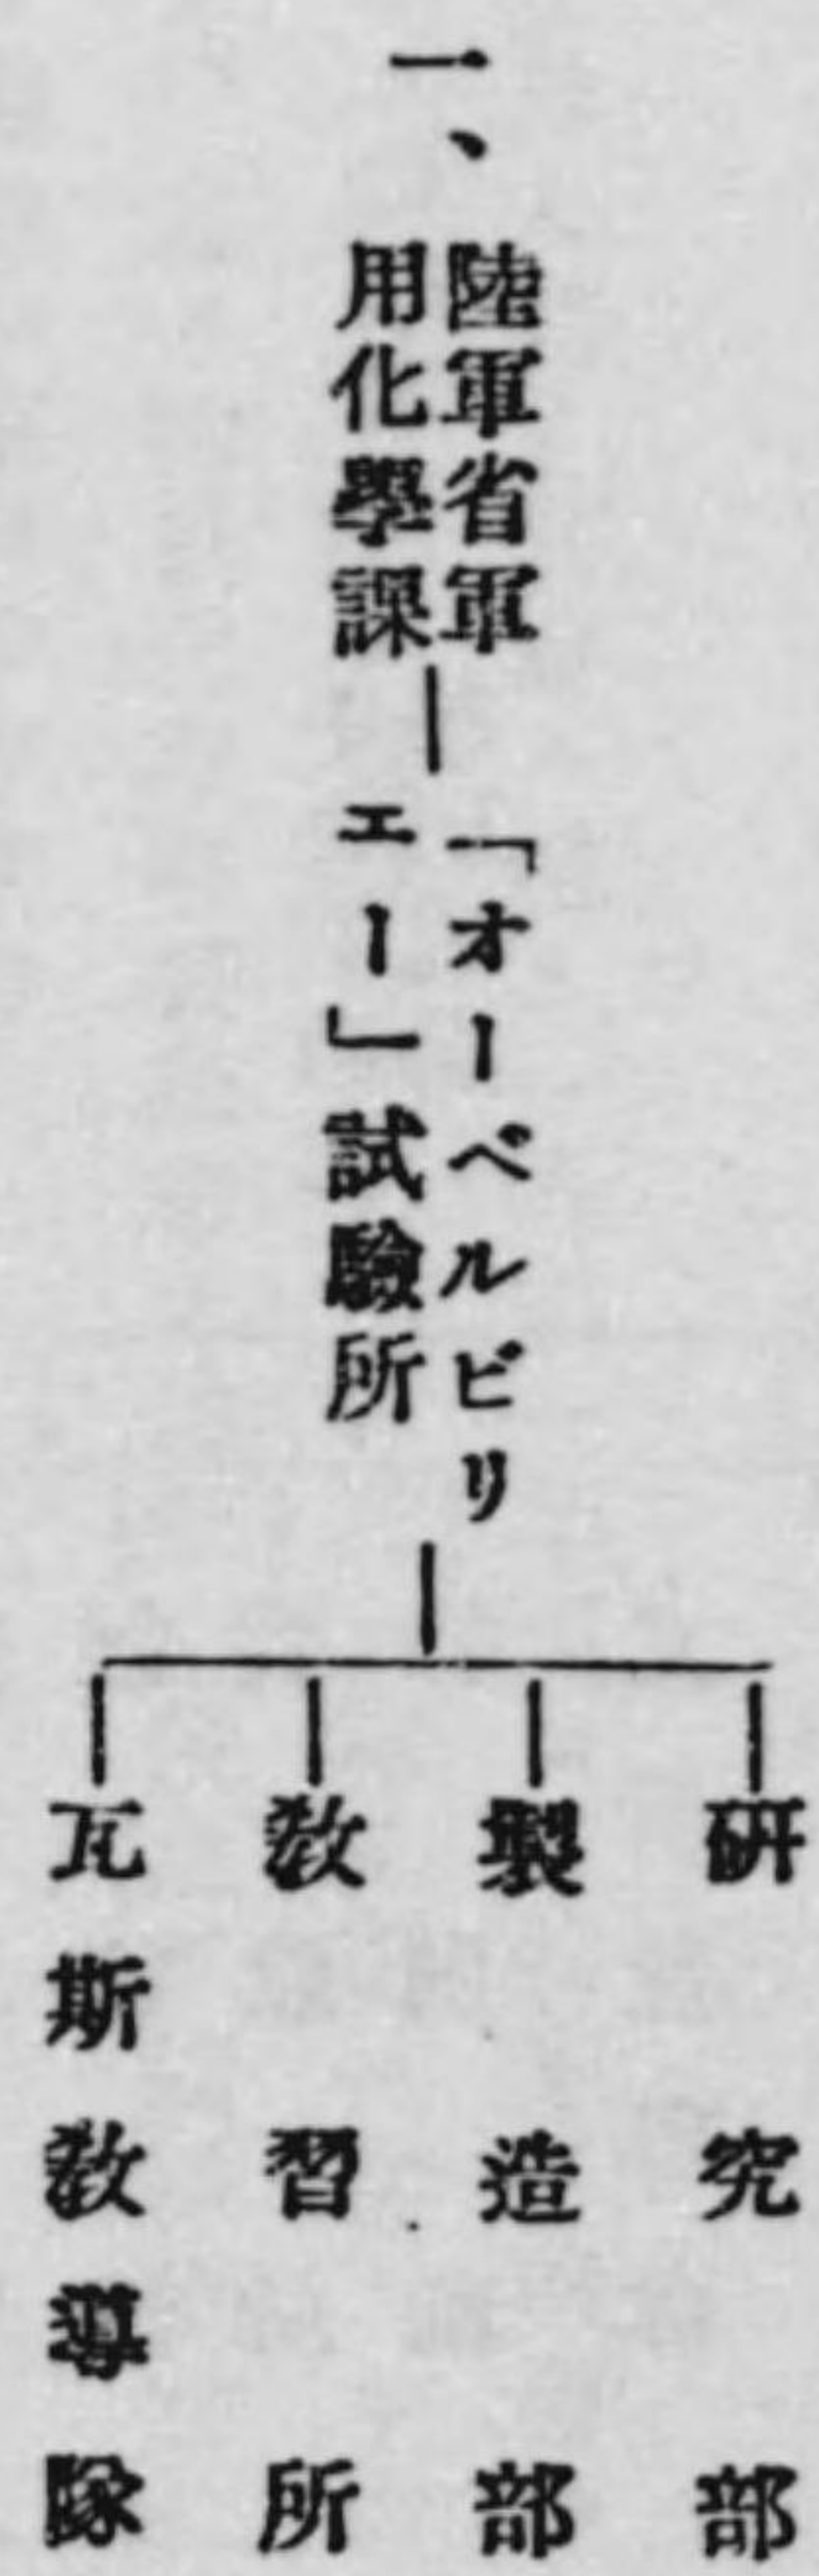 一、
陸軍省軍
用化學課
「オーベルビリ
エー」試驗所
硏究部
製造部
敎習所
瓦斯敎導隊